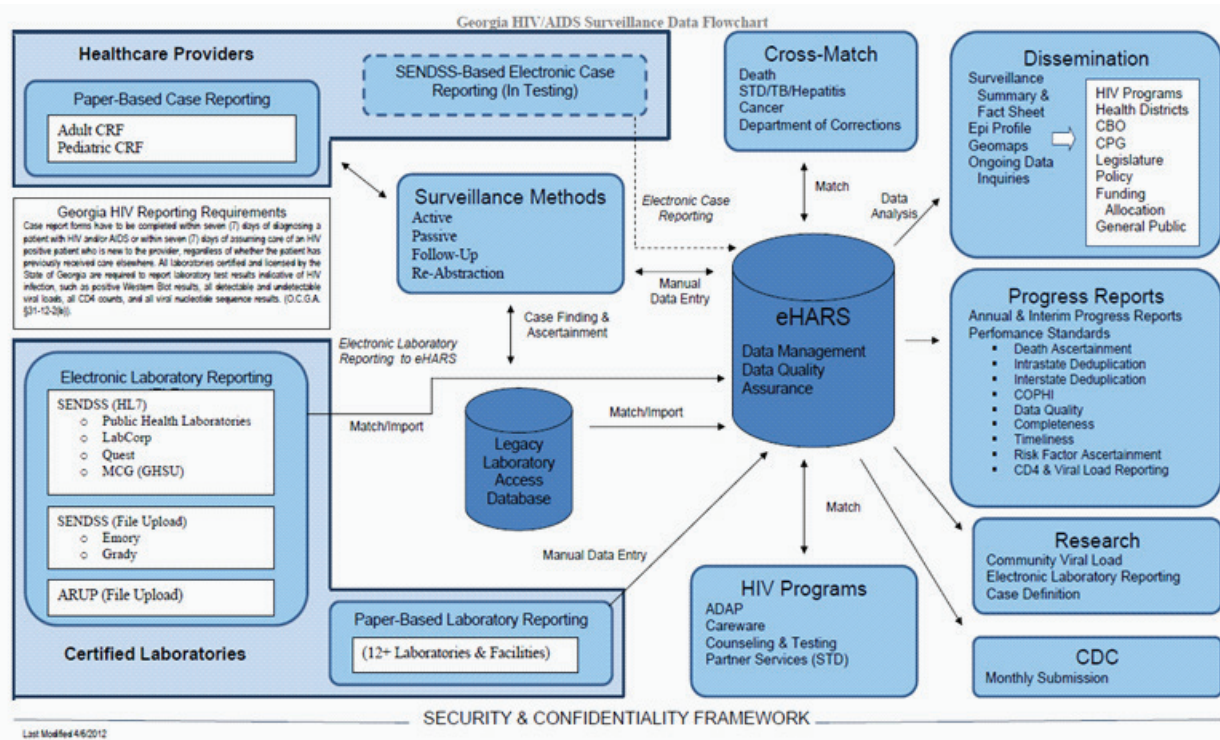 Georgia HIV/AIDS Surveillance Data Flowchart
Healthcare Providers
Paper-Based Case Reporting
Adult CRF
Pediatric CRF
SENDSS-Based Electronic Case
Reporting (In Testing)
Cross-Match
Death
STD/TB/Hepatitis
Cancer
Department of Corrections
Dissemination
Surveillance
Summary &
Fact Sheet
Epi Profile
Geomaps
Ongoing Data
Inquiries
HIV Programs
Health Districts
CBO
CPG
Legislature
Policy
Funding
Allocation
General Public
Georgia HIV Reporting Requirements
Case report forms have to be completed within seven (7) days of diagnosing a
patient with HIV and/or AIDS or within seven (7) days of assuming care of an HIV
positive patient who is new to the provider, regardless of whether the patient has
previously received care elsewhere. All laboratories certified and licensed by the
State of Georgia are required to report laboratory test results indicative of HIV
infection, such as positive Western Blot results, all detectable and undetectable
viral loads, all CD4 counts, and all viral nucleotide sequence results. (O.C.G.A.
§31-12-2(b)).
Surveillance Methods
Active
Passive
Follow-Up
Re-Abstraction
Electronic Case
Reporting
Match
Data
Analysis
Manual
Data Entry
Case Finding &
Ascertainment
Electronic Laboratory
Reporting to eHARS
eHARS
Data Management
Data Quality
Assurance
Progress Reports
Annual & Interim Progress Reports
Perfomance Standards
▪ Death Ascertainment
▪ Intrastate Deduplication
▪ Interstate Deduplication
▪ COPHI
▪ Data Quality
▪ Completeness
▪ Timeliness
▪ Risk Factor Ascertainment
▪ CD4 & Viral Load Reporting
Electronic Laboratory Reporting
SENDSS (HL7)
o Public Health Laboratories
o LabCorp
o Quest
o MCG (GHSU)
SENDSS (File Upload)
o Emory
o Grady
ARUP (File Upload)
Certified Laboratories
Match/Import
Legacy
Laboratory
Access
Database
Match/Import
Manual Data Entry
Paper-Based Laboratory Reporting
(12+ Laboratories & Facilities)
Match
HIV Programs
ADAP
Careware
Counseling & Testing
Partner Services (STD)
Research
Community Viral Load
Electronic Laboratory Reporting
Case Definition
CDC
Monthly Submission
SECURITY & CONFIDENTIALITY FRAMEWORK
Last Modified 4/6/2012